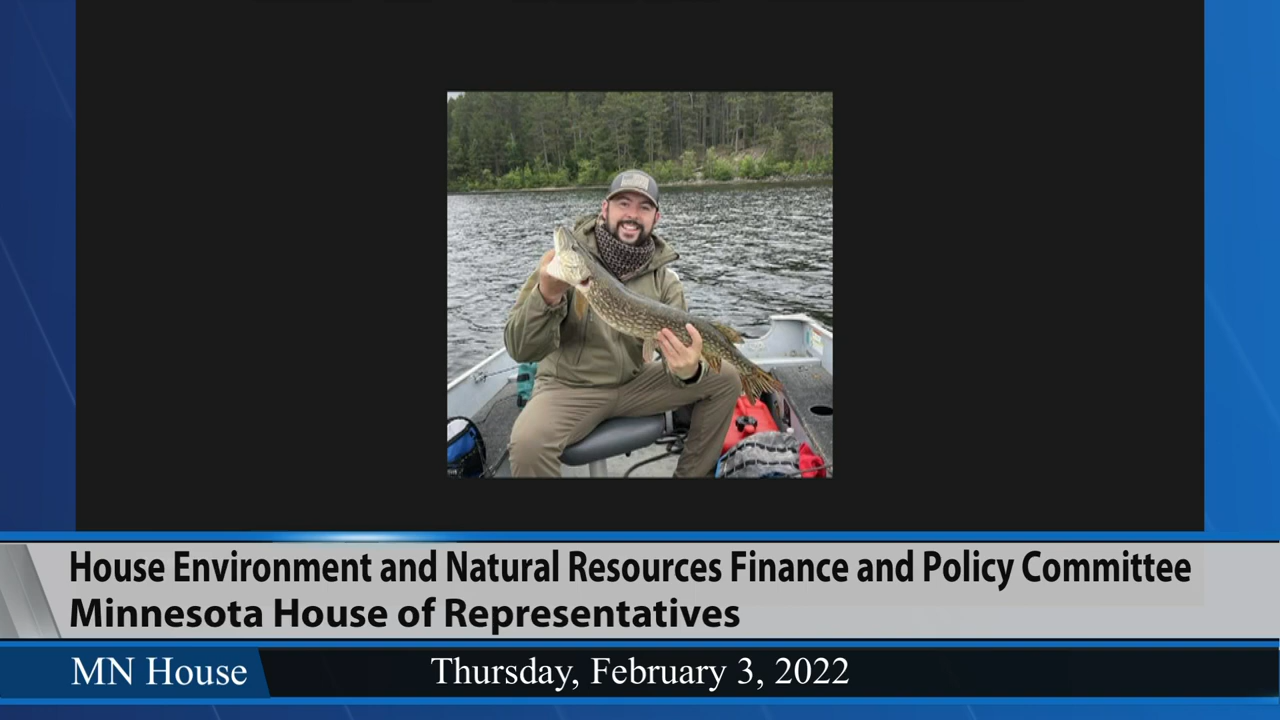 House Environment and Natural Resources Finance and Policy Committee
Minnesota House of Representatives
MN House
Thursday, February 3, 2022